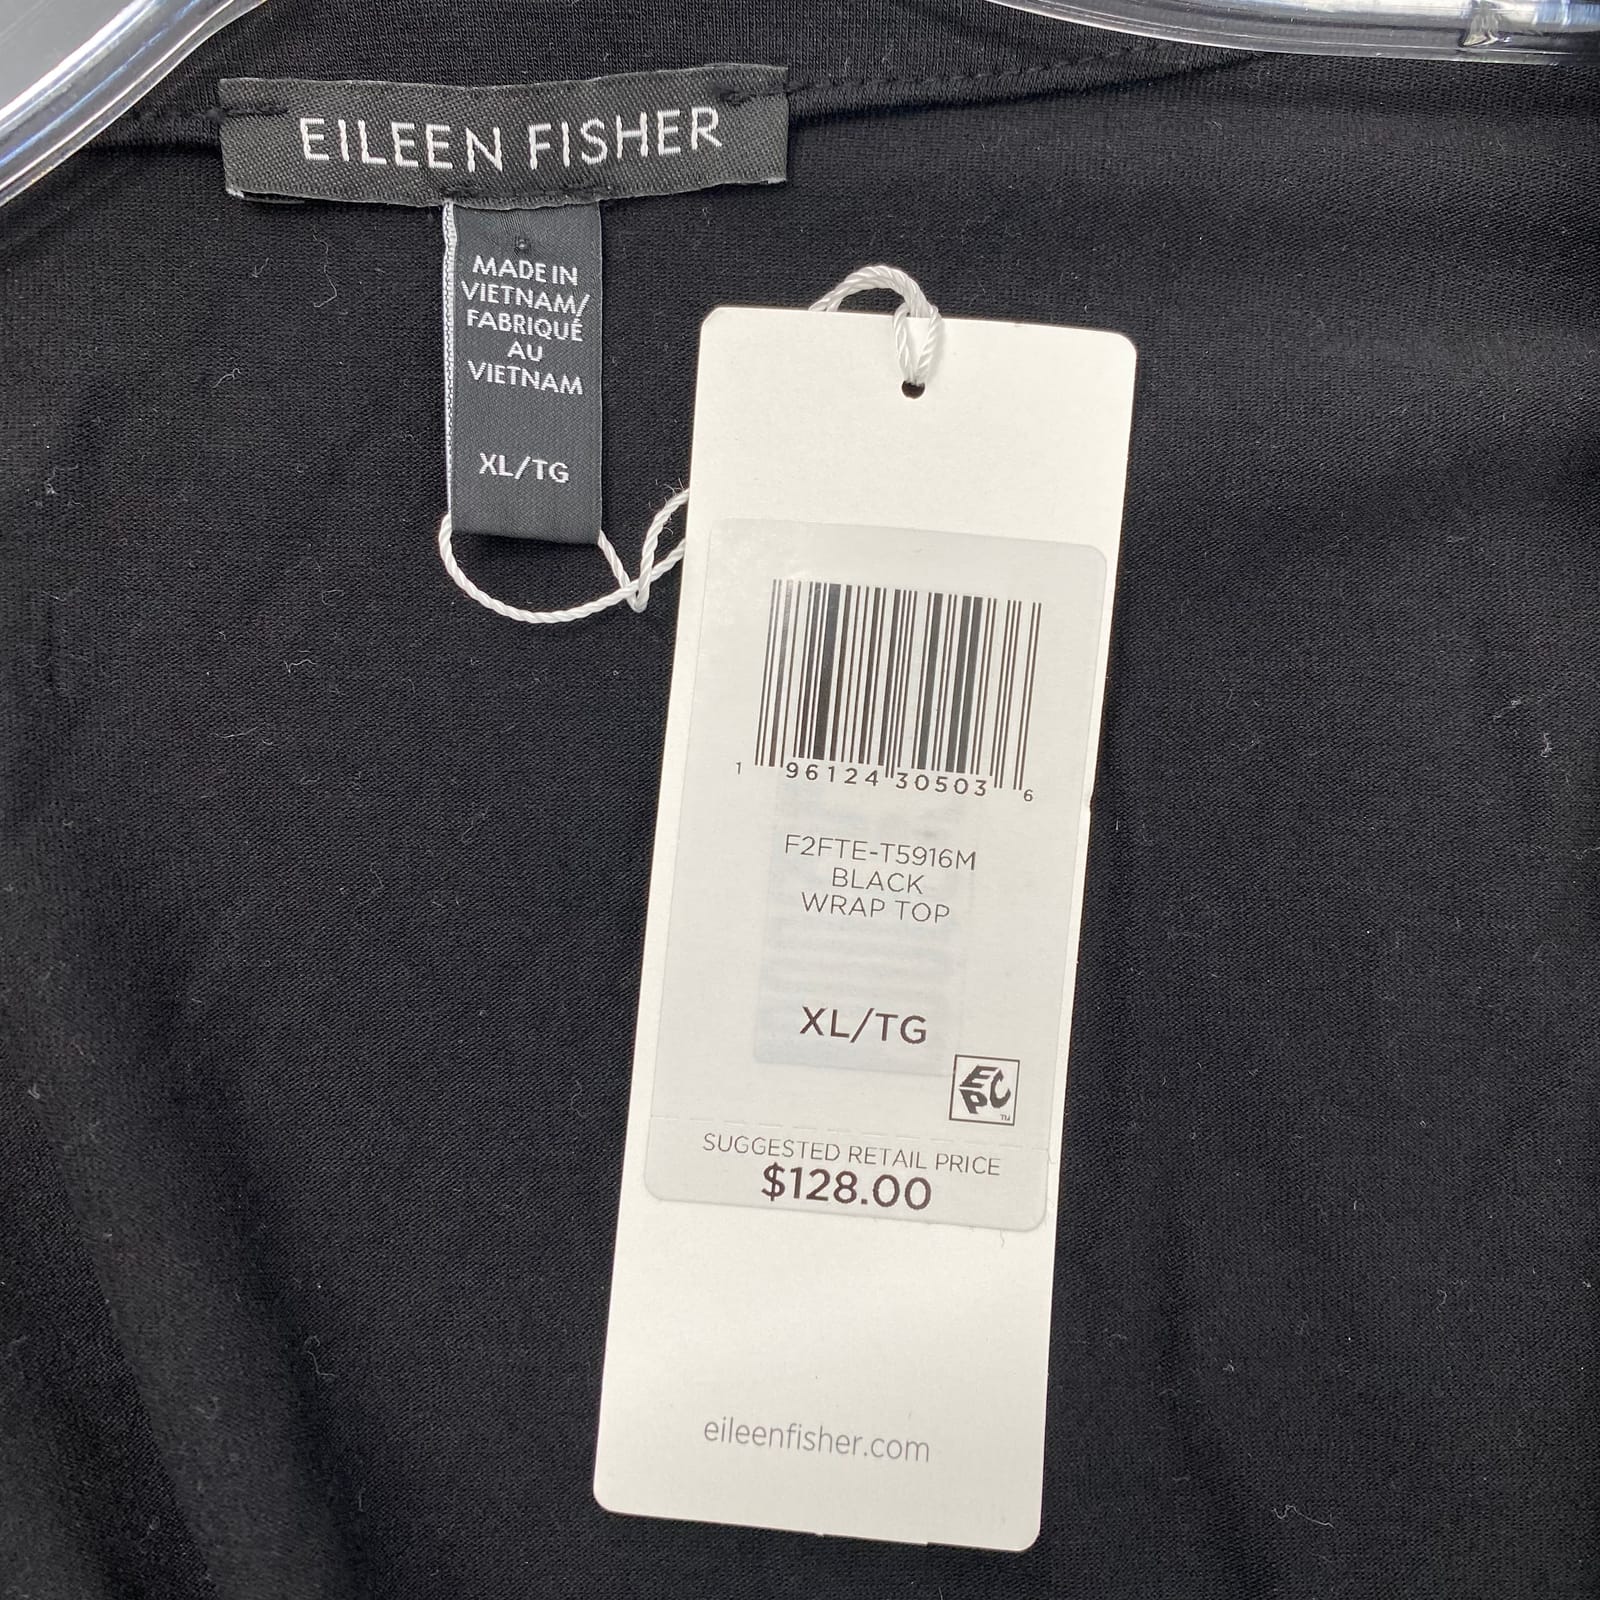 EILEEN FISHER
MADE IN
VIETNAM/
FABRIQUÉ
AU
VIETNAM
XL/TG
1 96124 30503 6
F2FTE-T5916M
BLACK
WRAP TOP
XL/TG
EPC™
SUGGESTED RETAIL PRICE
$128.00
eileenfisher.com